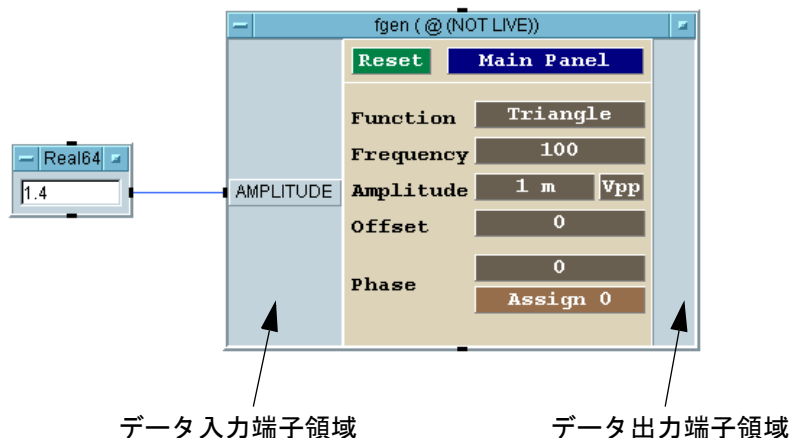 fgen ( @ (NOT LIVE))
Reset Main Panel
Function Triangle
Real64
Frequency 100
1.4
AMPLITUDE
Amplitude 1 m Vpp
Offset 0
Phase 0
Assign 0
データ入力端子領域 データ出力端子領域